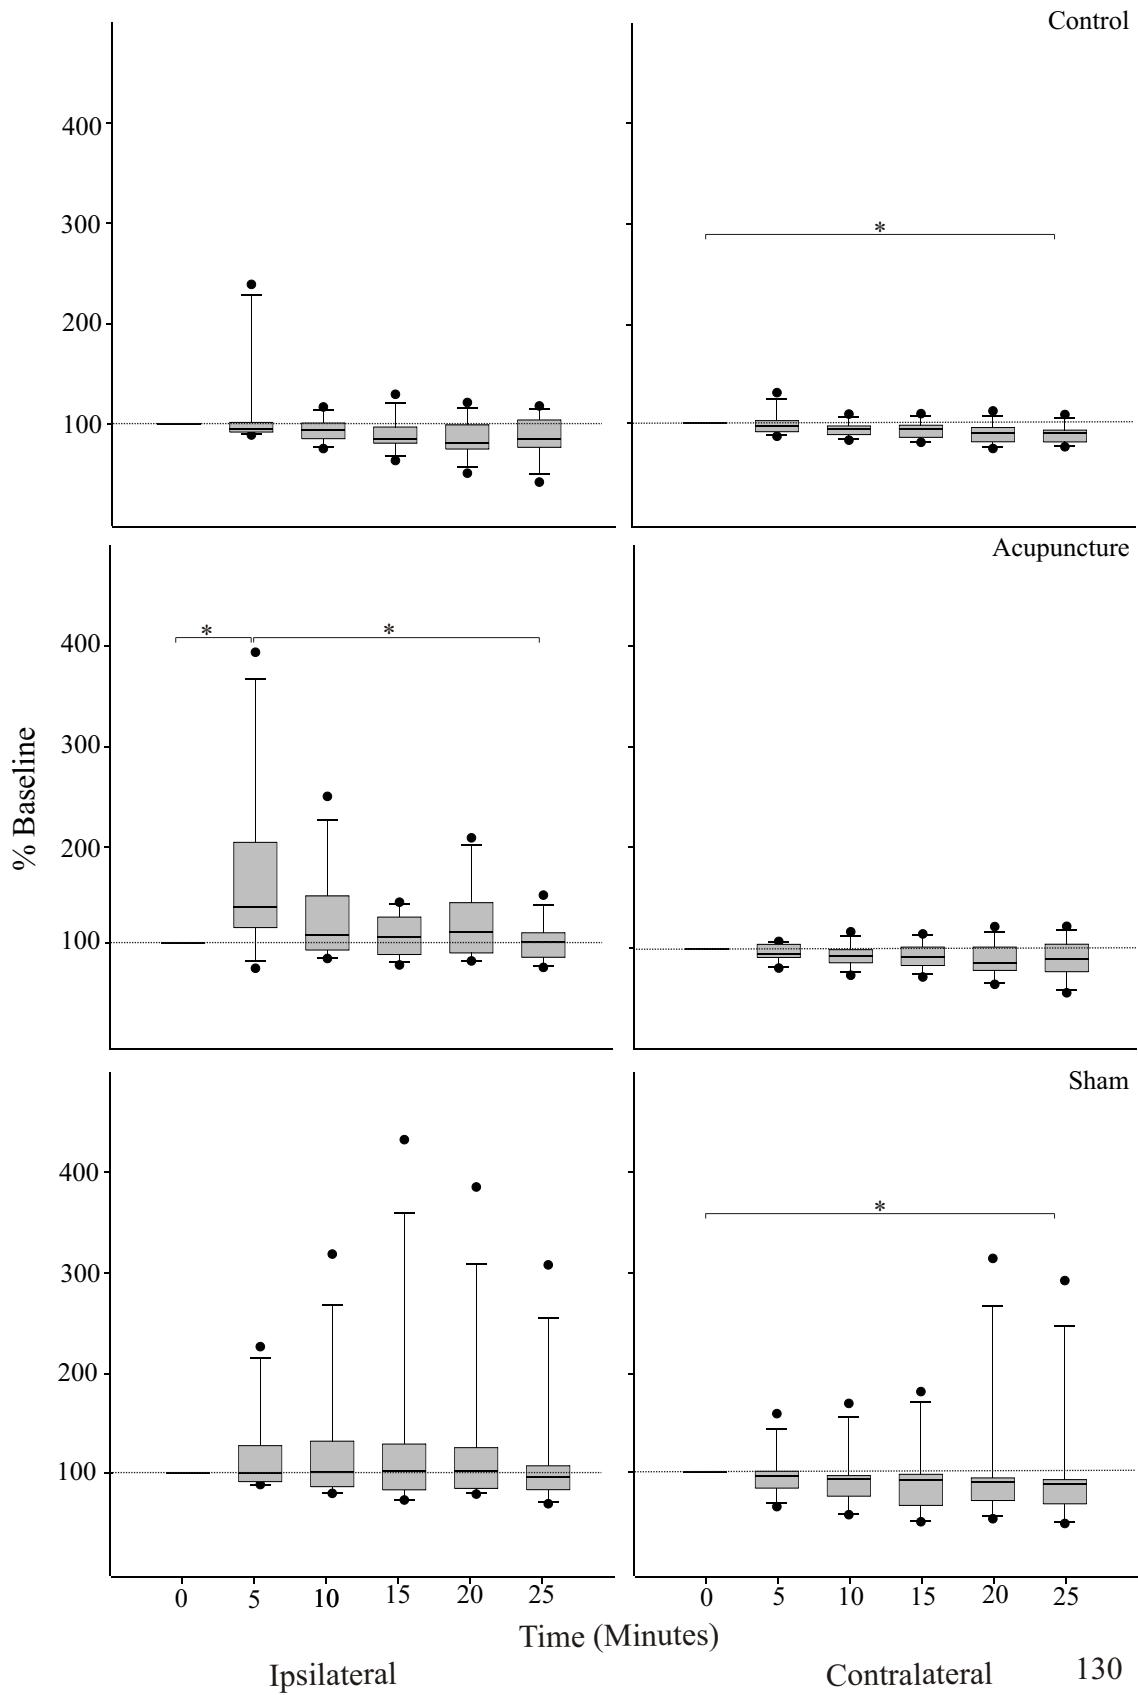 Control
400
300
*
200
100
Acupuncture
400
*
*
300
200
100
% Baseline
Sham
400
*
300
200
100
0 5 10 15 20 25 0 5 10 15 20 25
Time (Minutes)
Ipsilateral Contralateral 130